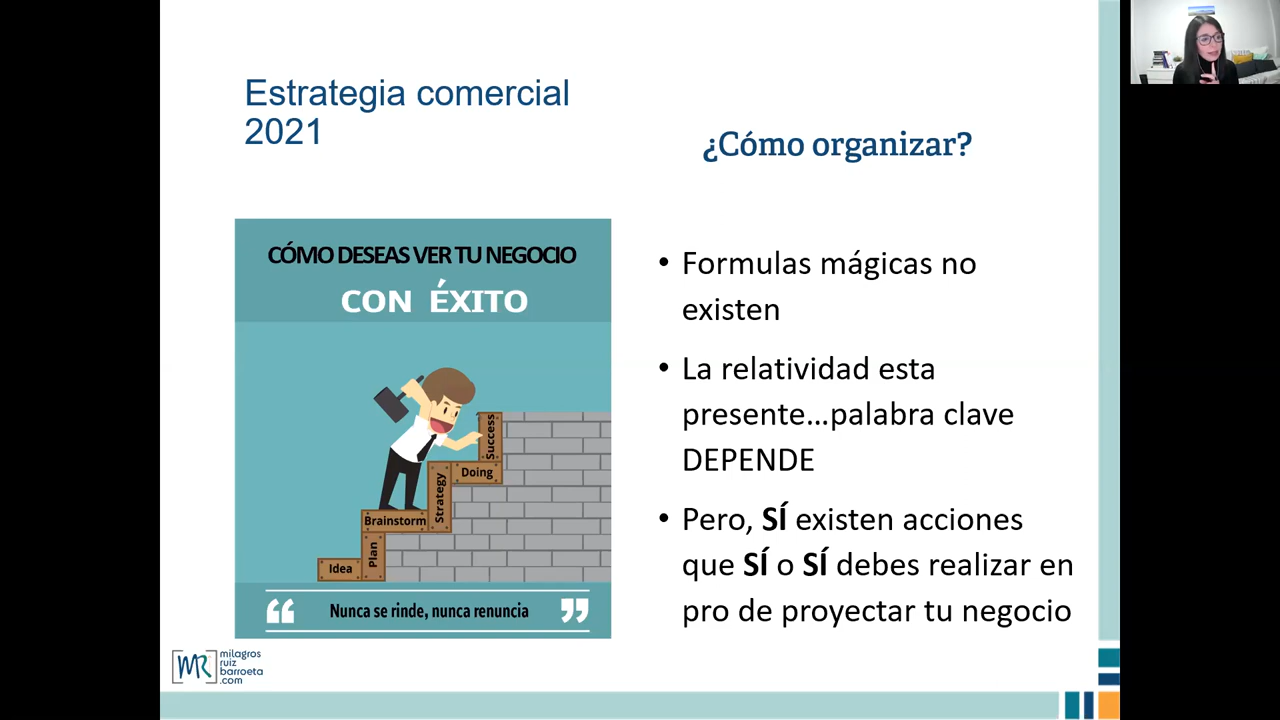 Estrategia comercial
2021
¿Cómo organizar?
CÓMO DESEAS VER TU NEGOCIO
CON ÉXITO
Success
Doing
Strategy
Brainstorm
Plan
Idea
“ Nunca se rinde, nunca renuncia ”
• Formulas mágicas no
existen
• La relatividad esta
presente...palabra clave
DEPENDE
• Pero, SÍ existen acciones
que SÍ o SÍ debes realizar en
pro de proyectar tu negocio
MR
milagros
ruiz
barroeta
.com